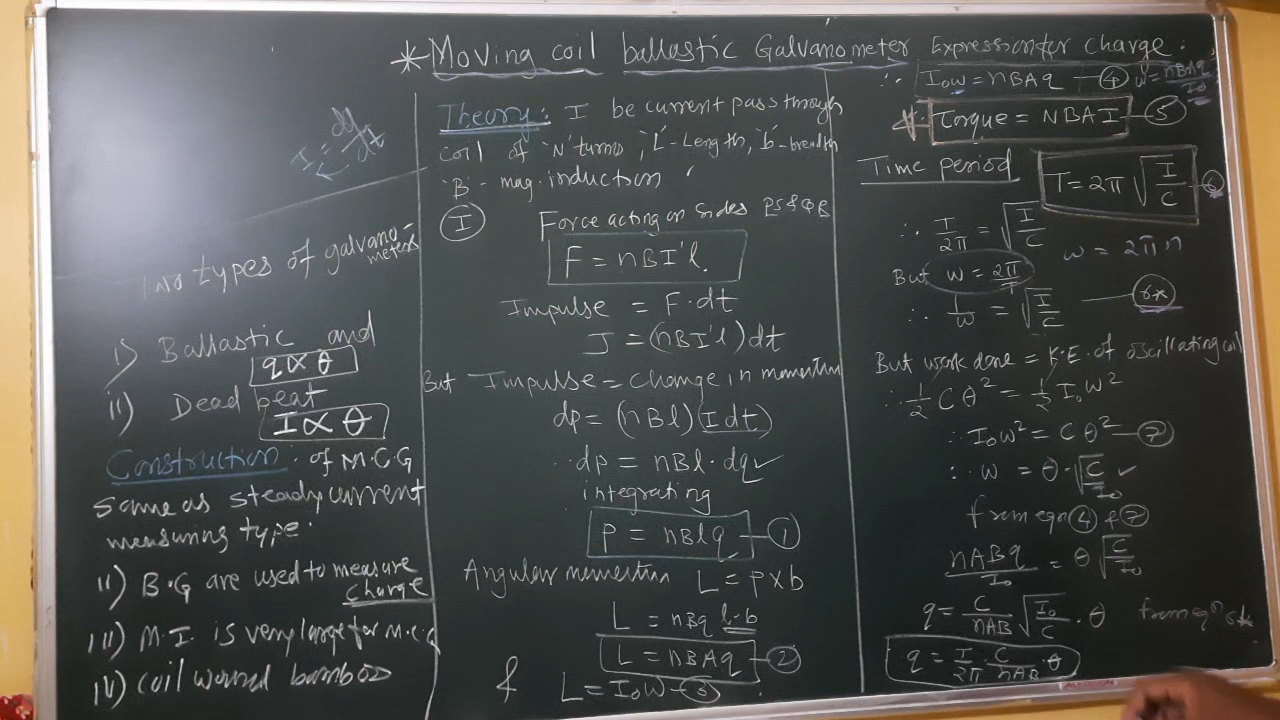 * Moving coil ballastic Galvanometer Expression for charge.
I = dq/dt
Two types of galvano-
meters
i) Ballastic and
q ∝ θ
ii) Dead beat
I ∝ θ
Construction: of M.C.G
same as steady current
measuring type.
ii) B.G are used to measure
charge
iii) M.I. is very large for M.C.G
iv) coil wound bamboo
Theory: I be current pass through
coil of 'N' turns, 'L'-Length, 'b'-breadth
'B' - mag. induction
I
Force acting on sides PS & QR
F = nBI'l.
Impulse = F·dt
J = (nBI'l)dt
But Impulse = change in momentum
dp = (nBl)(Idt)
∴ dp = nBl·dq ✓
integrating
P = nBlq — ①
Angular momentum L = p×b
L = nBq l·b
L = nBAq — ②
& L = I₀ω — ③
∴ I₀ω = nBAq — ④ ω = nBAq/I₀
Torque = NBAI — ⑤
Time period
T = 2π √(I/C) — ⑥
∴ T/2π = √(I/C)
ω = 2πn
But ω = 2π/T
∴ 1/ω = √(I/C) — 6*
But work done = K.E. of oscillating coil
∴ 1/2 Cθ² = 1/2 I₀ω²
∴ I₀ω² = Cθ² — ⑦
∴ ω = θ·√(C/I₀) ✓
from eqn ④ & ⑦
nABq/I₀ = θ √(C/I₀)
q = C/nAB √(I₀/C) · θ from eqⁿ 6*
q = T/2π C/nAB · θ